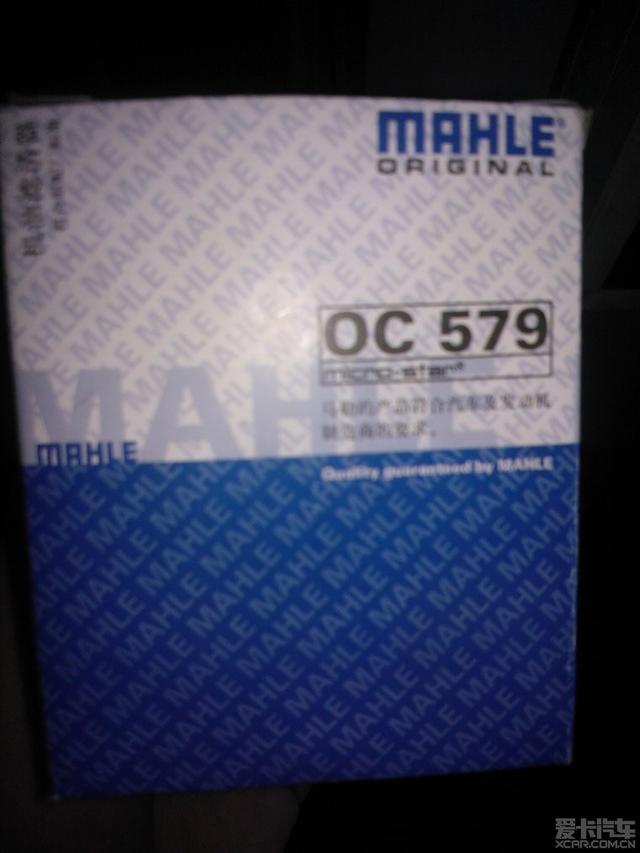 MAHLE®
ORIGINAL
机油滤清器
OC 579
micro-star®
马勒的产品符合汽车及发动机
制造商的要求。
MAHLE
MAHLE
Quality guaranteed by MAHLE
爱卡汽车
XCAR.COM.CN